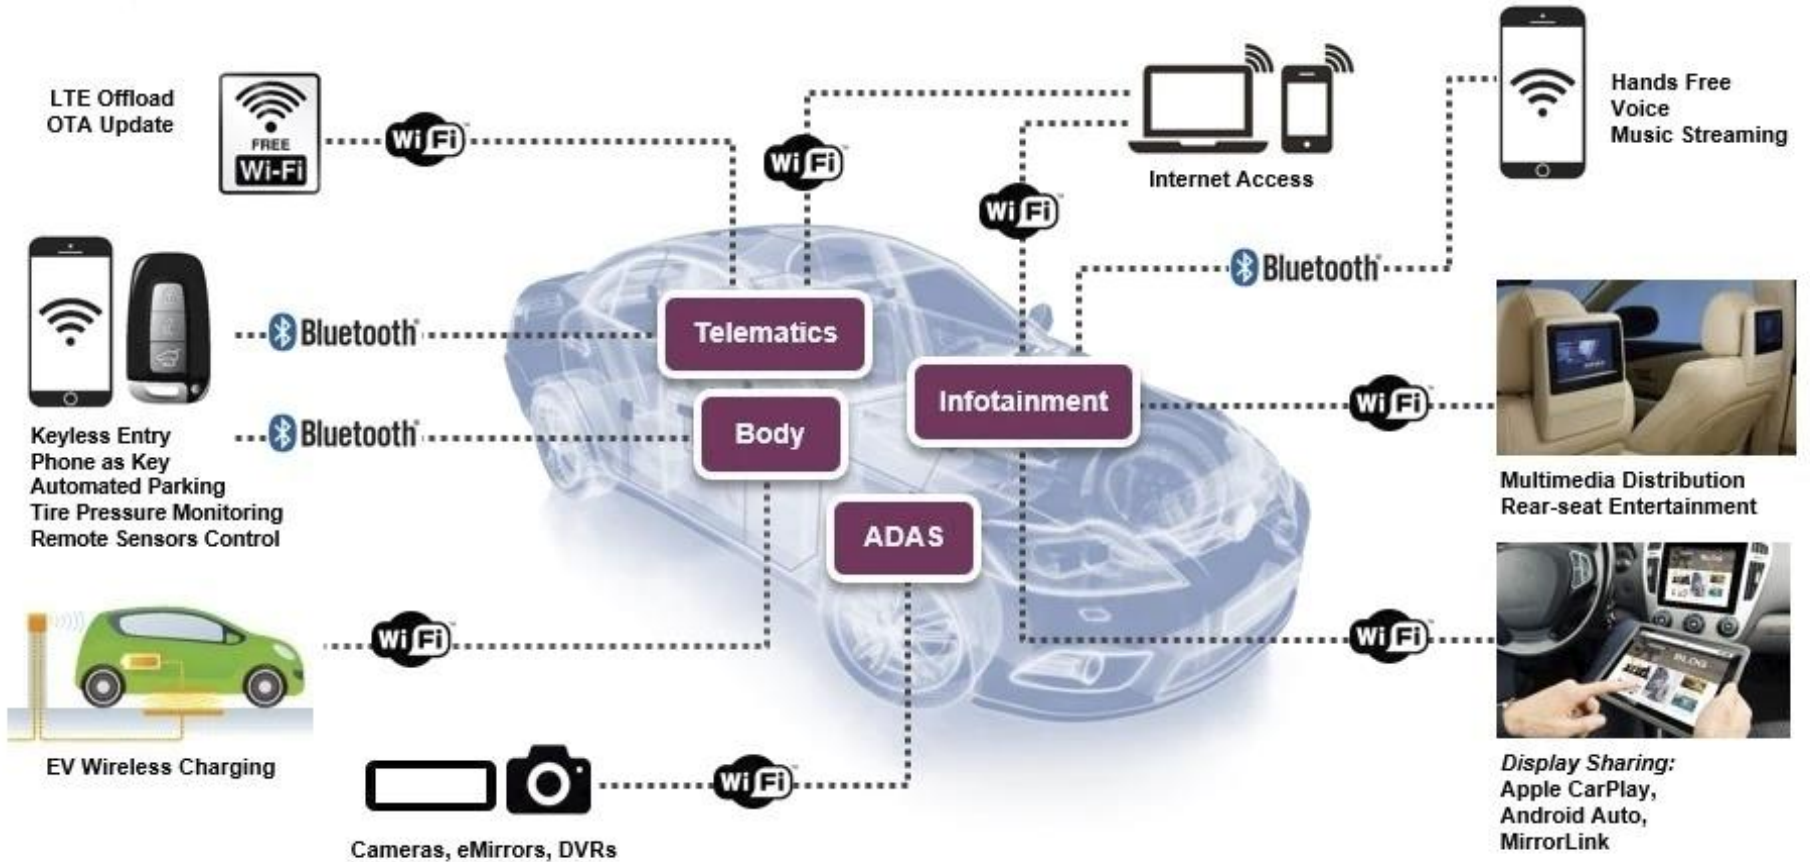 LTE Offload
OTA Update
FREE
Wi-Fi
Wi Fi
Wi Fi
Internet Access
Wi Fi
Hands Free
Voice
Music Streaming
Bluetooth
Bluetooth
Telematics
Bluetooth
Body
Infotainment
Wi Fi
Keyless Entry
Phone as Key
Automated Parking
Tire Pressure Monitoring
Remote Sensors Control
ADAS
Multimedia Distribution
Rear-seat Entertainment
Wi Fi
EV Wireless Charging
Wi Fi
BLOG
Wi Fi
Cameras, eMirrors, DVRs
Display Sharing:
Apple CarPlay,
Android Auto,
MirrorLink